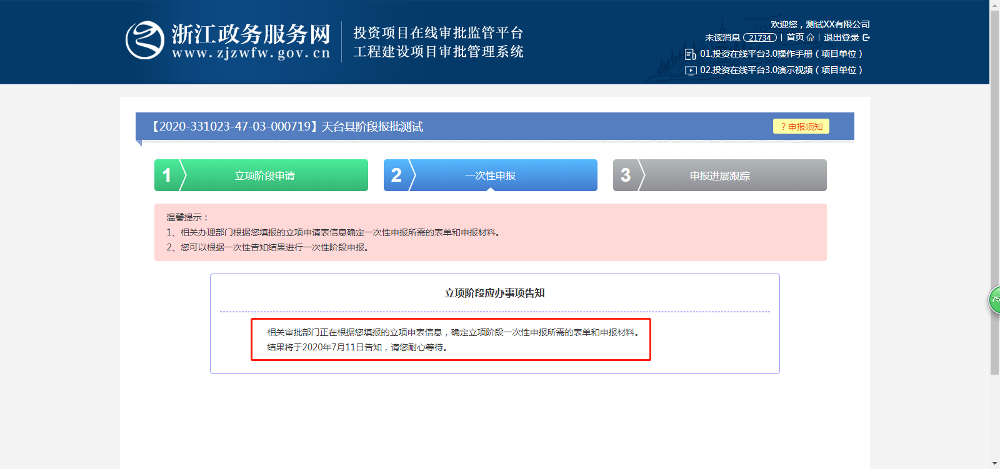 浙江政务服务网
www.zjzwfw.gov.cn
投资项目在线审批监管平台
工程建设项目审批管理系统
欢迎您，测试XX有限公司
未读消息 21734 | 首页 | 退出登录
01.投资在线平台3.0操作手册（项目单位）
02.投资在线平台3.0演示视频（项目单位）
【2020-331023-47-03-000719】天台县阶段报批测试
？申报须知
1 立项阶段申请
2 一次性申报
3 申报进展跟踪
温馨提示：
1、相关办理部门根据您填报的立项申请表信息确定一次性申报所需的表单和申报材料。
2、您可以根据一次性告知结果进行一次性阶段申报。
立项阶段应办事项告知
相关审批部门正在根据您填报的立项申表信息，确定立项阶段一次性申报所需的表单和申报材料。
结果将于2020年7月11日告知，请您耐心等待。
75